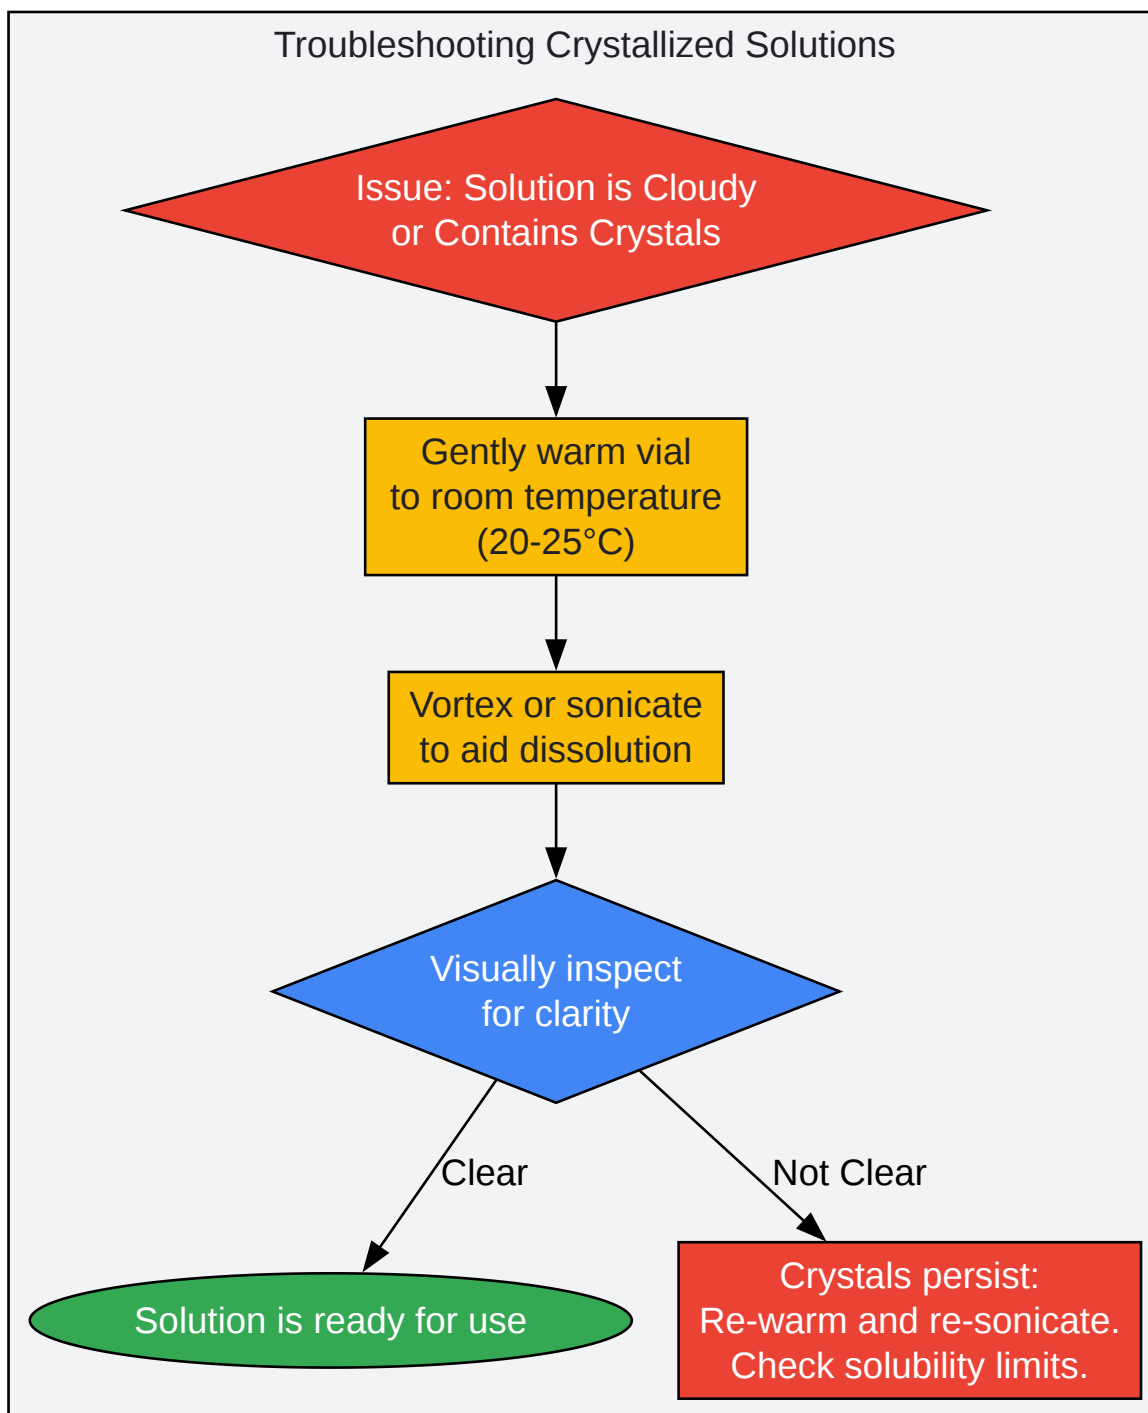 Troubleshooting Crystallized Solutions
Issue: Solution is Cloudy
or Contains Crystals
Gently warm vial
to room temperature
(20-25°C)
Vortex or sonicate
to aid dissolution
Visually inspect
for clarity
Clear
Not Clear
Solution is ready for use
Crystals persist:
Re-warm and re-sonicate.
Check solubility limits.